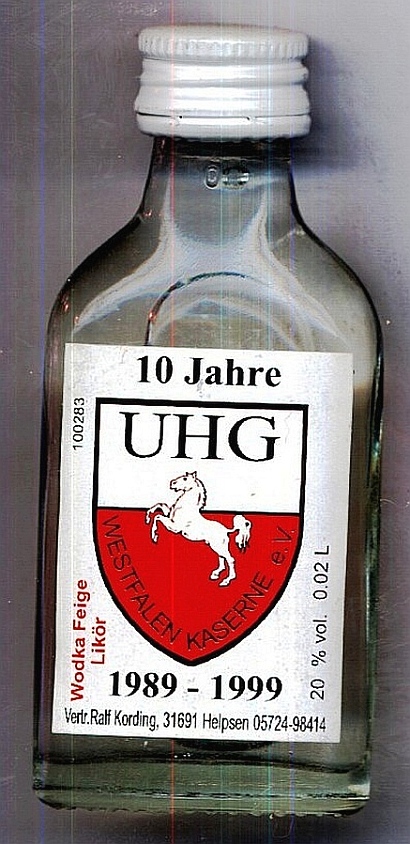 10 Jahre
100283
UHG
WESTFALEN KASERNE e.V.
Wodka Feige
Likör
20 % vol. 0.02 L
1989 - 1999
Vertr.Ralf Kording, 31691 Helpsen 05724-98414